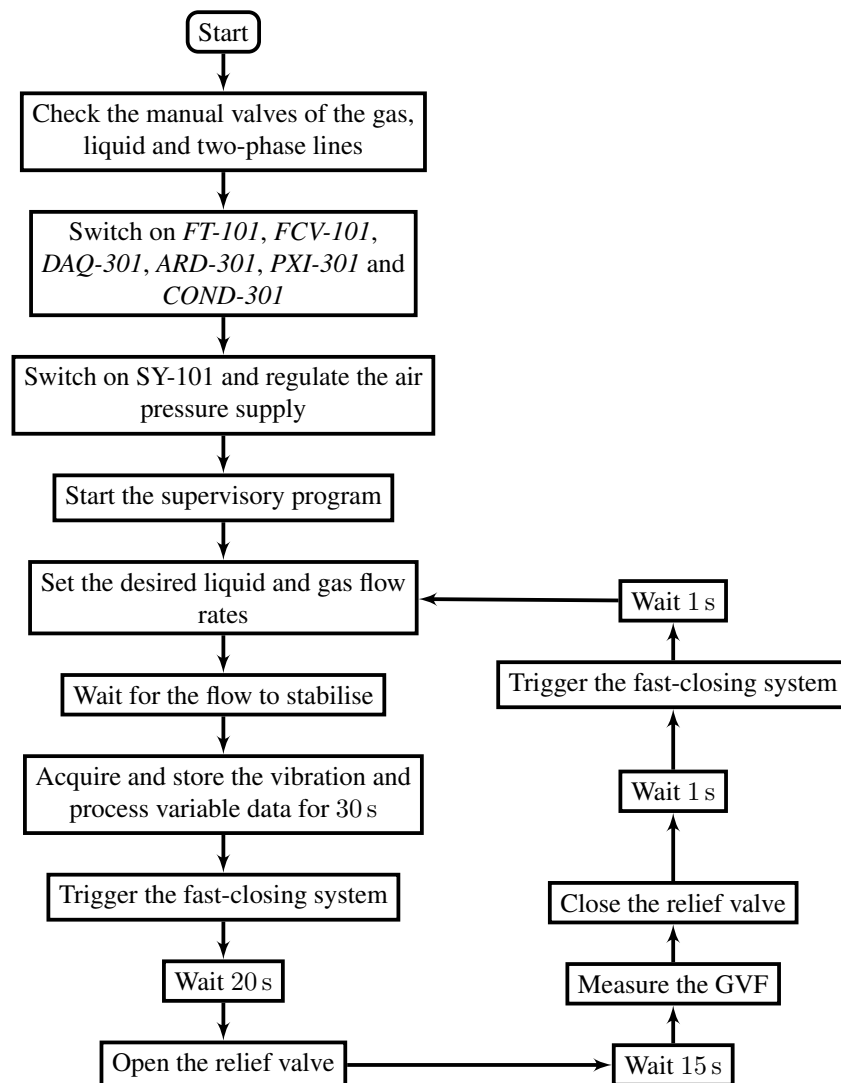 Start
Check the manual valves of the gas,
liquid and two-phase lines
Switch on FT-101, FCV-101,
DAQ-301, ARD-301, PXI-301 and
COND-301
Switch on SY-101 and regulate the air
pressure supply
Start the supervisory program
Set the desired liquid and gas flow
rates
Wait for the flow to stabilise
Acquire and store the vibration and
process variable data for 30 s
Trigger the fast-closing system
Wait 20 s
Open the relief valve
Wait 15 s
Measure the GVF
Close the relief valve
Wait 1 s
Trigger the fast-closing system
Wait 1 s